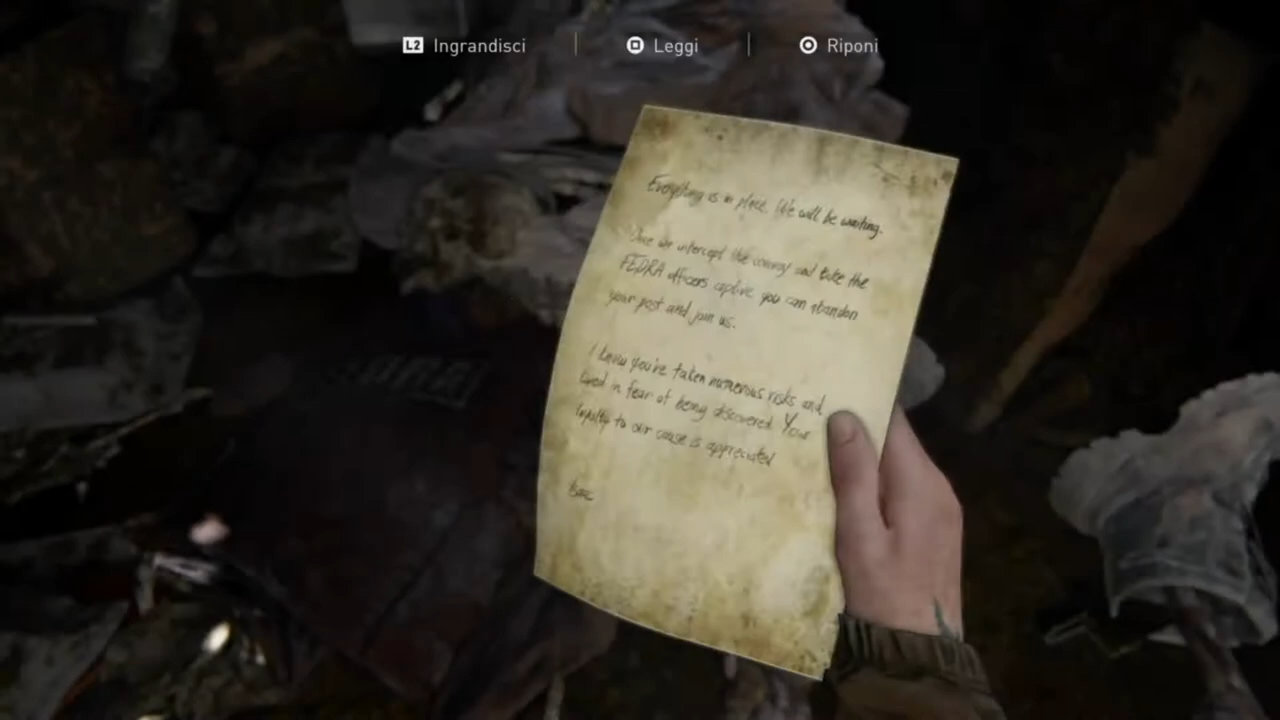 L2 Ingrandisci
Leggi
Riponi
Everything is in place. We will be waiting.
Once we intercept the convoy and take the
FEDRA officers captive you can abandon
your post and join us.
I know you're taken numerous risks and
lived in fear of being discovered. Your
loyalty to our cause is appreciated
Isaac